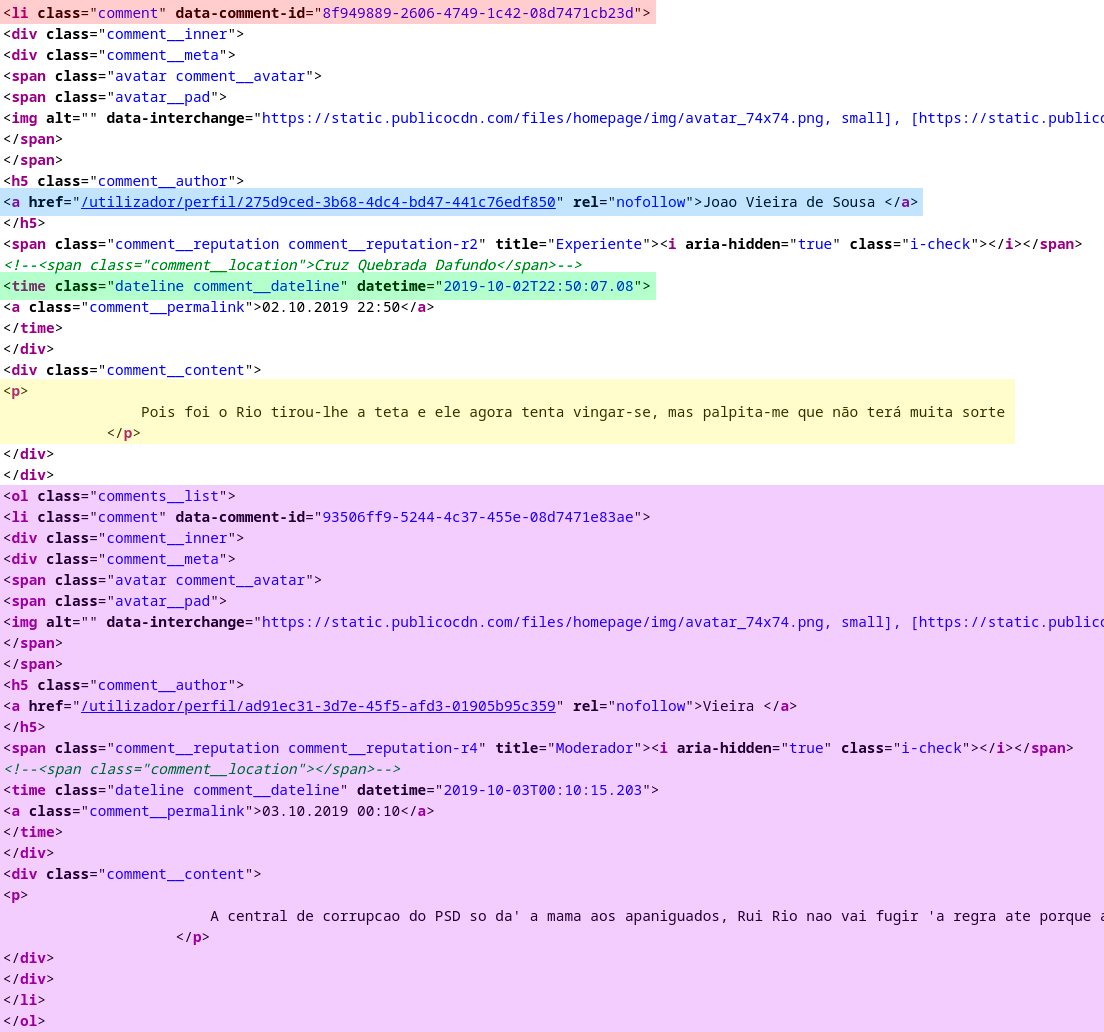 <li class="comment" data-comment-id="8f949889-2606-4749-1c42-08d7471cb23d">
<div class="comment__inner">
<div class="comment__meta">
<span class="avatar comment__avatar">
<span class="avatar__pad">
<img alt="" data-interchange="https://static.publicocdn.com/files/homepage/img/avatar_74x74.png, small], [https://static.publico
</span>
</span>
<h5 class="comment__author">
<a href="/utilizador/perfil/275d9ced-3b68-4dc4-bd47-441c76edf850" rel="nofollow">Joao Vieira de Sousa </a>
</h5>
<span class="comment__reputation comment__reputation-r2" title="Experiente"><i aria-hidden="true" class="i-check"></i></span>
<!--<span class="comment__location">Cruz Quebrada Dafundo</span>-->
<time class="dateline comment__dateline" datetime="2019-10-02T22:50:07.08">
<a class="comment__permalink">02.10.2019 22:50</a>
</time>
</div>
<div class="comment__content">
<p>
Pois foi o Rio tirou-lhe a teta e ele agora tenta vingar-se, mas palpita-me que não terá muita sorte
</p>
</div>
</div>
<ol class="comments__list">
<li class="comment" data-comment-id="93506ff9-5244-4c37-455e-08d7471e83ae">
<div class="comment__inner">
<div class="comment__meta">
<span class="avatar comment__avatar">
<span class="avatar__pad">
<img alt="" data-interchange="https://static.publicocdn.com/files/homepage/img/avatar_74x74.png, small], [https://static.publico
</span>
</span>
<h5 class="comment__author">
<a href="/utilizador/perfil/ad91ec31-3d7e-45f5-afd3-01905b95c359" rel="nofollow">Vieira </a>
</h5>
<span class="comment__reputation comment__reputation-r4" title="Moderador"><i aria-hidden="true" class="i-check"></i></span>
<!--<span class="comment__location"></span>-->
<time class="dateline comment__dateline" datetime="2019-10-03T00:10:15.203">
<a class="comment__permalink">03.10.2019 00:10</a>
</time>
</div>
<div class="comment__content">
<p>
A central de corrupcao do PSD so da' a mama aos apaniguados, Rui Rio nao vai fugir 'a regra ate porque a
</p>
</div>
</div>
</li>
</ol>